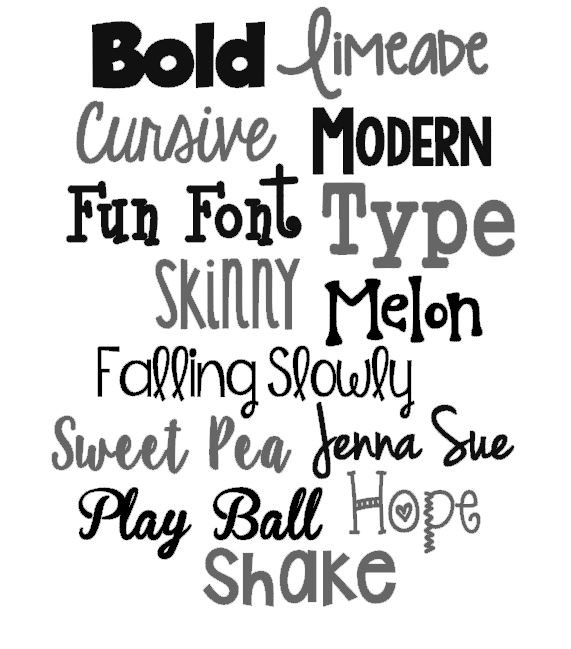 Bold Limeade
Cursive Modern
Fun Font Type
Skinny Melon
Falling Slowly
Sweet Pea Jenna Sue
Play Ball Hope
Shake